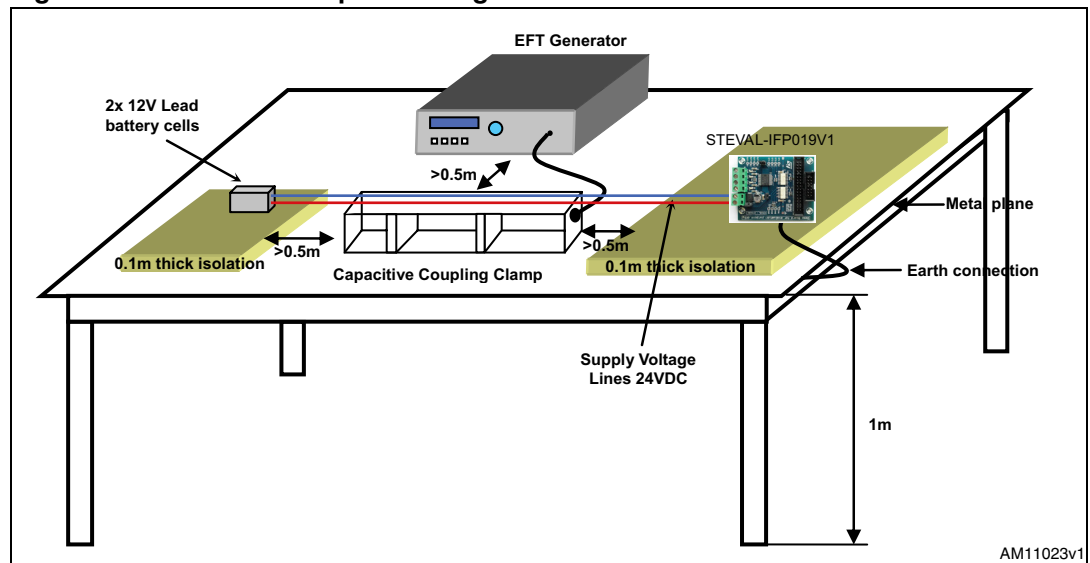 EFT Generator
2x 12V Lead
battery cells
STEVAL-IFP019V1
>0.5m
Metal plane
>0.5m
>0.5m
0.1m thick isolation
0.1m thick isolation
Capacitive Coupling Clamp
Earth connection
Supply Voltage
Lines 24VDC
1m
AM11023v1